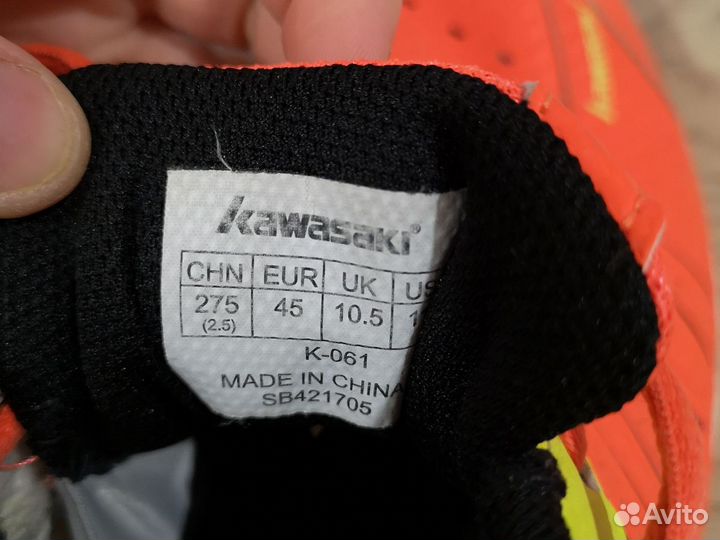 kawasaki
CHN EUR UK US
275 45 10.5
(2.5)
K-061
MADE IN CHINA
SB421705
Avito